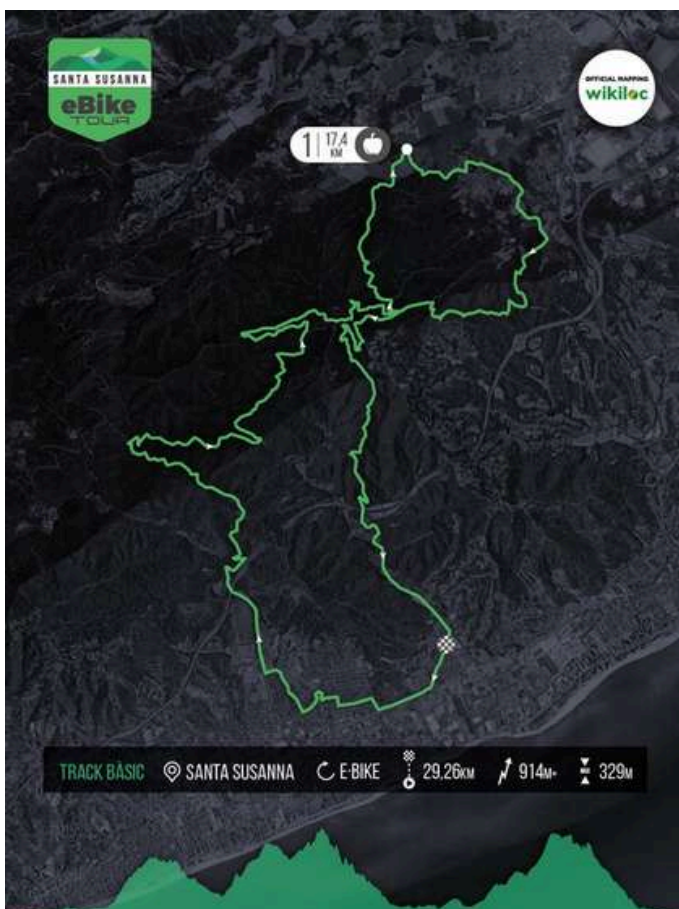 SANTA SUSANNA
eBike
TOUR
OFFICIAL MAPPING
wikiloc
1 17,4
KM
TRACK BÀSIC SANTA SUSANNA E-BIKE 29,26KM 914M+ 329M